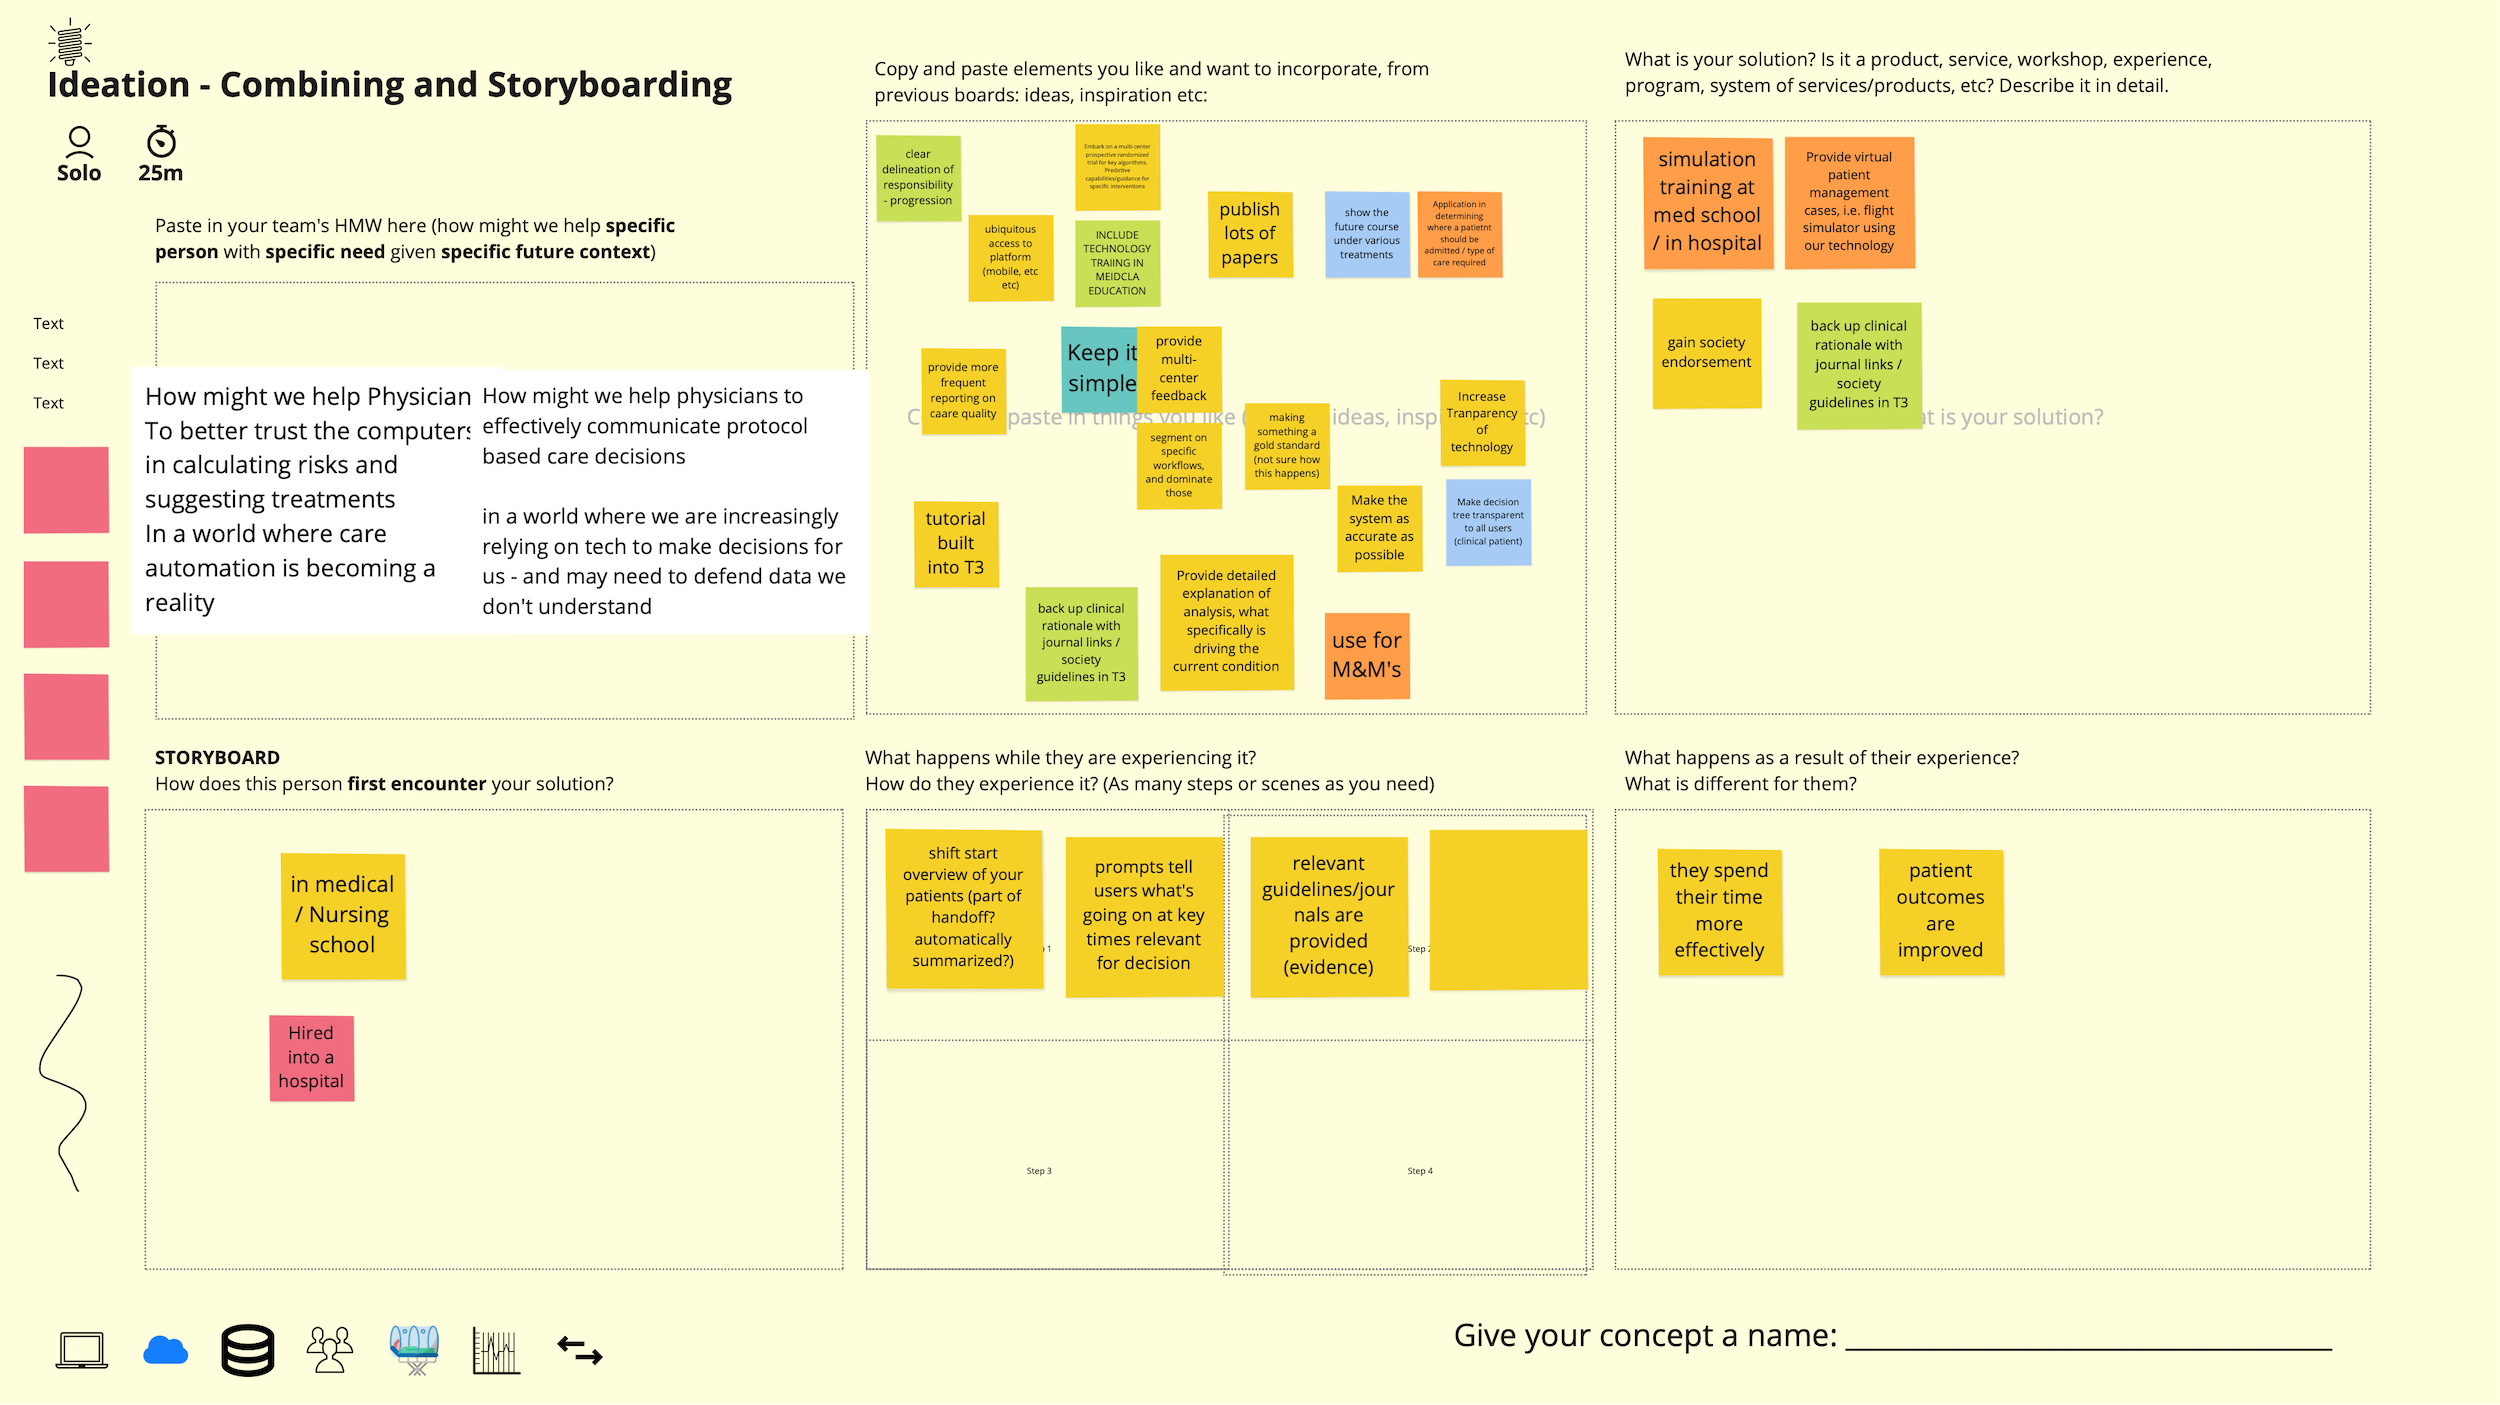 Ideation - Combining and Storyboarding
Solo
25m
Paste in your team's HMW here (how might we help specific
person with specific need given specific future context)
Text
Text
Text
How might we help Physician
To better trust the computers
in calculating risks and
suggesting treatments
In a world where care
automation is becoming a
reality
How might we help physicians to
effectively communicate protocol
based care decisions
in a world where we are increasingly
relying on tech to make decisions for
us - and may need to defend data we
don't understand
Copy and paste elements you like and want to incorporate, from
previous boards: ideas, inspiration etc:
clear
delineation of
responsibility
- progression
Embark on a multi-center
prospective randomized
trial for key algorithms.
Predictive
capabilities/guidance for
specific interventions
ubiquitous
access to
platform
(mobile, etc
etc)
INCLUDE
TECHNOLOGY
TRAIING IN
MEIDCLA
EDUCATION
publish
lots of
papers
show the
future course
under various
treatments
Application in
determining
where a patietnt
should be
admitted / type of
care required
provide more
frequent
reporting on
caare quality
Keep it
simple
provide
multi-
center
feedback
segment on
specific
workflows,
and dominate
those
making
something a
gold standard
(not sure how
this happens)
Increase
Tranparency
of
technology
C paste in things you like ( ideas, insp tc)
tutorial
built
into T3
Make the
system as
accurate as
possible
Make decision
tree transparent
to all users
(clinical patient)
back up clinical
rationale with
journal links /
society
guidelines in T3
Provide detailed
explanation of
analysis, what
specifically is
driving the
current condition
use for
M&M's
What is your solution? Is it a product, service, workshop, experience,
program, system of services/products, etc? Describe it in detail.
simulation
training at
med school
/ in hospital
Provide virtual
patient
management
cases, i.e. flight
simulator using
our technology
gain society
endorsement
back up clinical
rationale with
journal links /
society
guidelines in T3
at is your solution?
STORYBOARD
How does this person first encounter your solution?
in medical
/ Nursing
school
Hired
into a
hospital
What happens while they are experiencing it?
How do they experience it? (As many steps or scenes as you need)
shift start
overview of your
patients (part of
handoff?
automatically
summarized?)
1
prompts tell
users what's
going on at key
times relevant
for decision
relevant
guidelines/jour
nals are
provided
(evidence)
Step 2
Step 3
Step 4
What happens as a result of their experience?
What is different for them?
they spend
their time
more
effectively
patient
outcomes
are
improved
Give your concept a name: